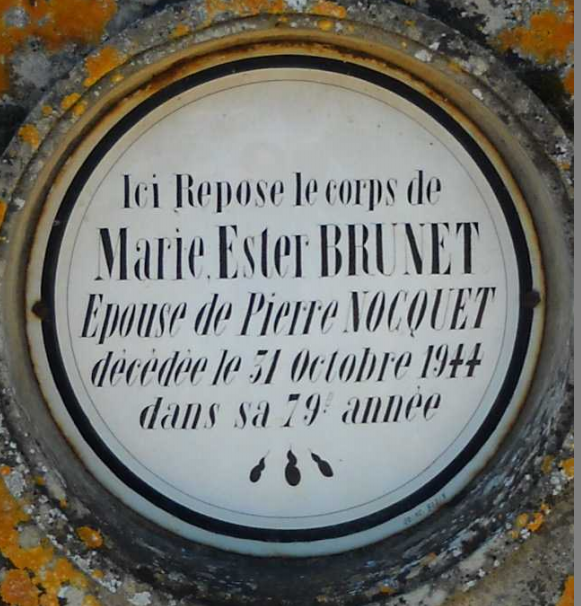 Ici Repose le corps de
Marie, Ester BRUNET
Epouse de Pierre NOCQUET
décédée le 31 Octobre 1944
dans sa 79e année